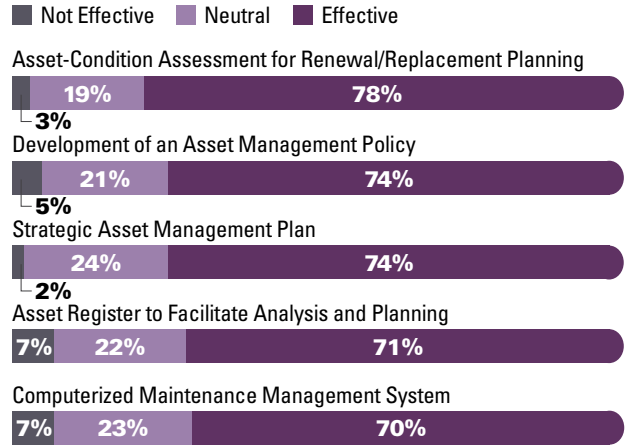 Not Effective Neutral Effective
Asset-Condition Assessment for Renewal/Replacement Planning
19% 78%
3%
Development of an Asset Management Policy
21% 74%
5%
Strategic Asset Management Plan
24% 74%
2%
Asset Register to Facilitate Analysis and Planning
7% 22% 71%
Computerized Maintenance Management System
7% 23% 70%